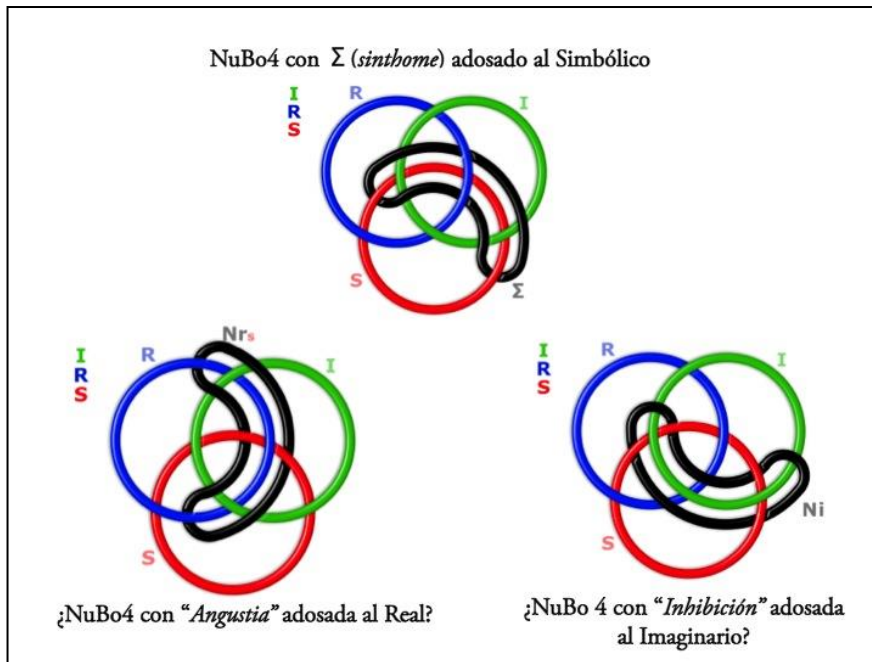 NuBo4 con Σ (sinthome) adosado al Simbólico
I
R
S
R
I
S
Σ
I
R
S
R
Nrs
I
S
¿NuBo4 con “Angustia” adosada al Real?
I
R
S
R
I
S
Ni
¿NuBo 4 con “Inhibición” adosada
al Imaginario?